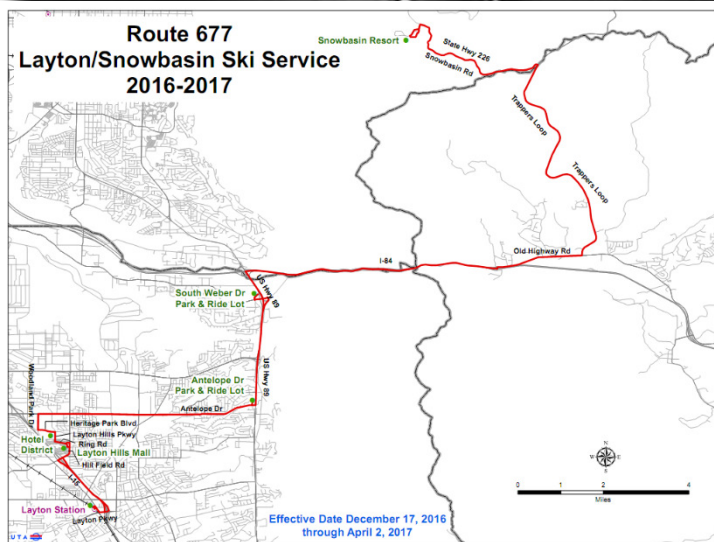 Route 677
Layton/Snowbasin Ski Service
2016-2017
Snowbasin Resort
State Hwy 226
Snowbasin Rd
Trappers Loop
Trappers Loop
Old Highway Rd
I-84
US Hwy 89
South Weber Dr
Park & Ride Lot
US Hwy 89
Antelope Dr
Park & Ride Lot
Antelope Dr
Woodland Park Dr
Heritage Park Blvd
Layton Hills Pkwy
Hotel
District
Ring Rd
Layton Hills Mall
Hill Field Rd
I-15
Layton Station
Layton Pkwy
N
W
E
S
0 1 2 4
Miles
Effective Date December 17, 2016
through April 2, 2017
UTA